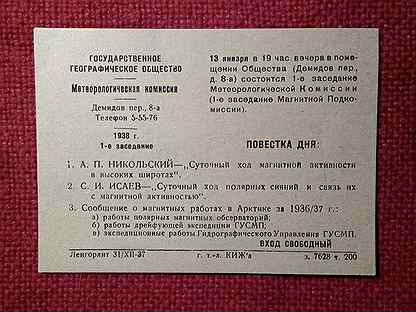 ГОСУДАРСТВЕННОЕ
ГЕОГРАФИЧЕСКОЕ ОБЩЕСТВО
Метеорологическая комиссия
Демидов пер., 8-а
Телефон 5-55-76
1938 г.
1-е заседание
13 января в 19 час. вечера в поме-
щении Общества (Демидов пер.,
д. 8-а) состоится 1-е заседание
Метеорологической Комиссии
(1-е заседание Магнитной Подко-
миссии).
ПОВЕСТКА ДНЯ:
1. А. П. НИКОЛЬСКИЙ—„Суточный ход магнитной активности
в высоких широтах".
2. С. И. ИСАЕВ—„Суточный ход полярных сияний и связь их
с магнитной активностью".
3. Сообщение о магнитных работах в Арктике за 1936/37 г.:
а) работы полярных магнитных обсерваторий;
б) работы дрейфующей экспедиции ГУСМП;
в) экспедиционные работы Гидрографического Управления ГУСМП.
ВХОД СВОБОДНЫЙ
Ленгорлит 31/XII-37 г. т.-л. КИЖ'а з. 7628 т. 200